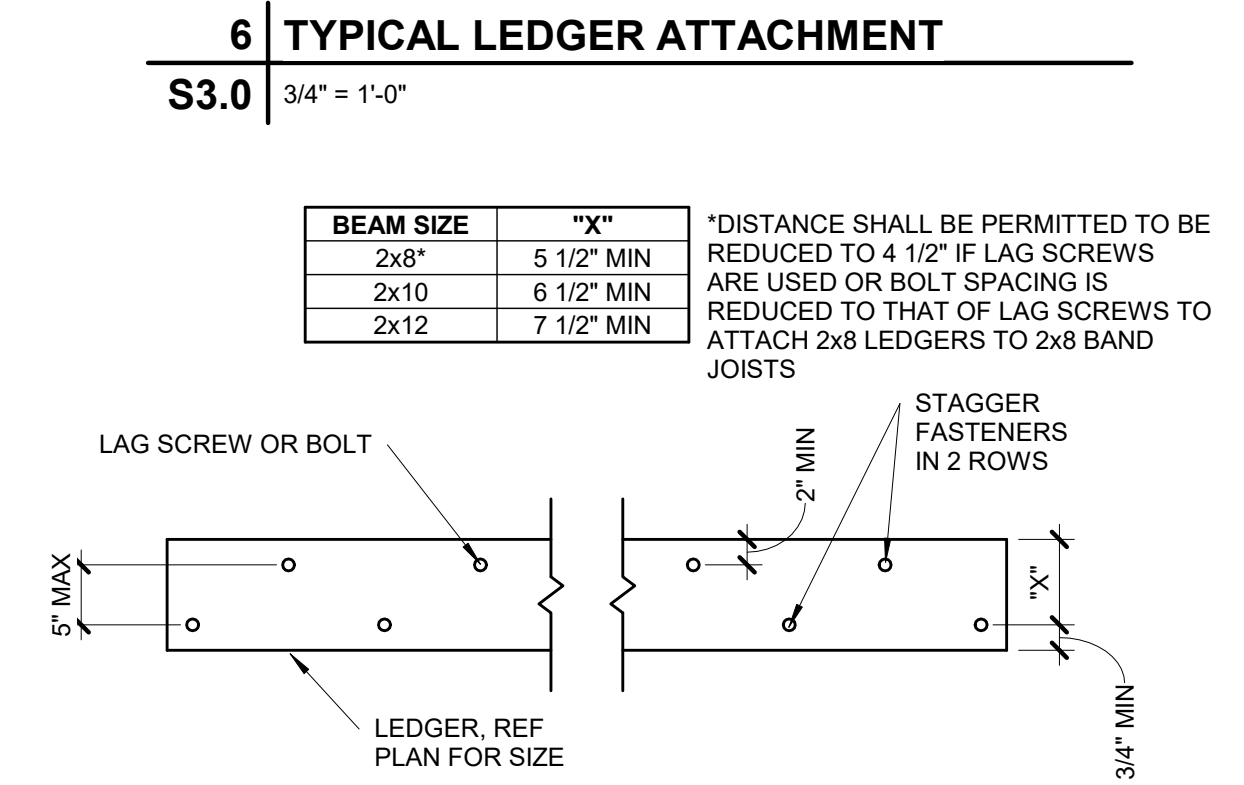 6 TYPICAL LEDGER ATTACHMENT
S3.0 3/4" = 1'-0"
BEAM SIZE "X"
2x8* 5 1/2" MIN
2x10 6 1/2" MIN
2x12 7 1/2" MIN
*DISTANCE SHALL BE PERMITTED TO BE
REDUCED TO 4 1/2" IF LAG SCREWS
ARE USED OR BOLT SPACING IS
REDUCED TO THAT OF LAG SCREWS TO
ATTACH 2x8 LEDGERS TO 2x8 BAND
JOISTS
LAG SCREW OR BOLT
2" MIN
STAGGER
FASTENERS
IN 2 ROWS
5" MAX
"X"
3/4" MIN
LEDGER, REF
PLAN FOR SIZE